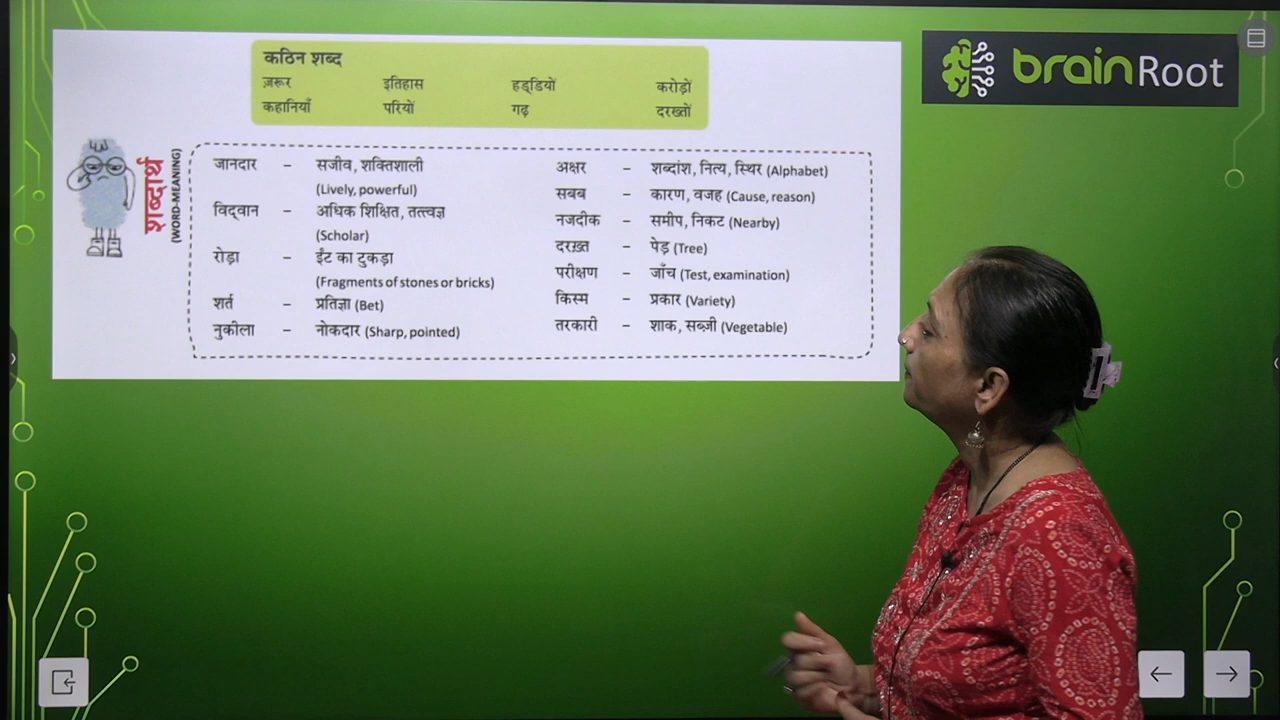 कठिन शब्द
ज़रूर इतिहास हड्डियों करोड़ों
कहानियाँ परियों गढ़ दरख्तों
शब्दार्थ
(WORD-MEANING)
जानदार – सजीव, शक्तिशाली
(Lively, powerful)
विद्वान – अधिक शिक्षित, तत्त्वज्ञ
(Scholar)
रोड़ा – ईंट का टुकड़ा
(Fragments of stones or bricks)
शर्त – प्रतिज्ञा (Bet)
नुकीला – नोकदार (Sharp, pointed)
अक्षर – शब्दांश, नित्य, स्थिर (Alphabet)
सबब – कारण, वजह (Cause, reason)
नजदीक – समीप, निकट (Nearby)
दरख़्त – पेड़ (Tree)
परीक्षण – जाँच (Test, examination)
किस्म – प्रकार (Variety)
तरकारी – शाक, सब्ज़ी (Vegetable)
brainRoot